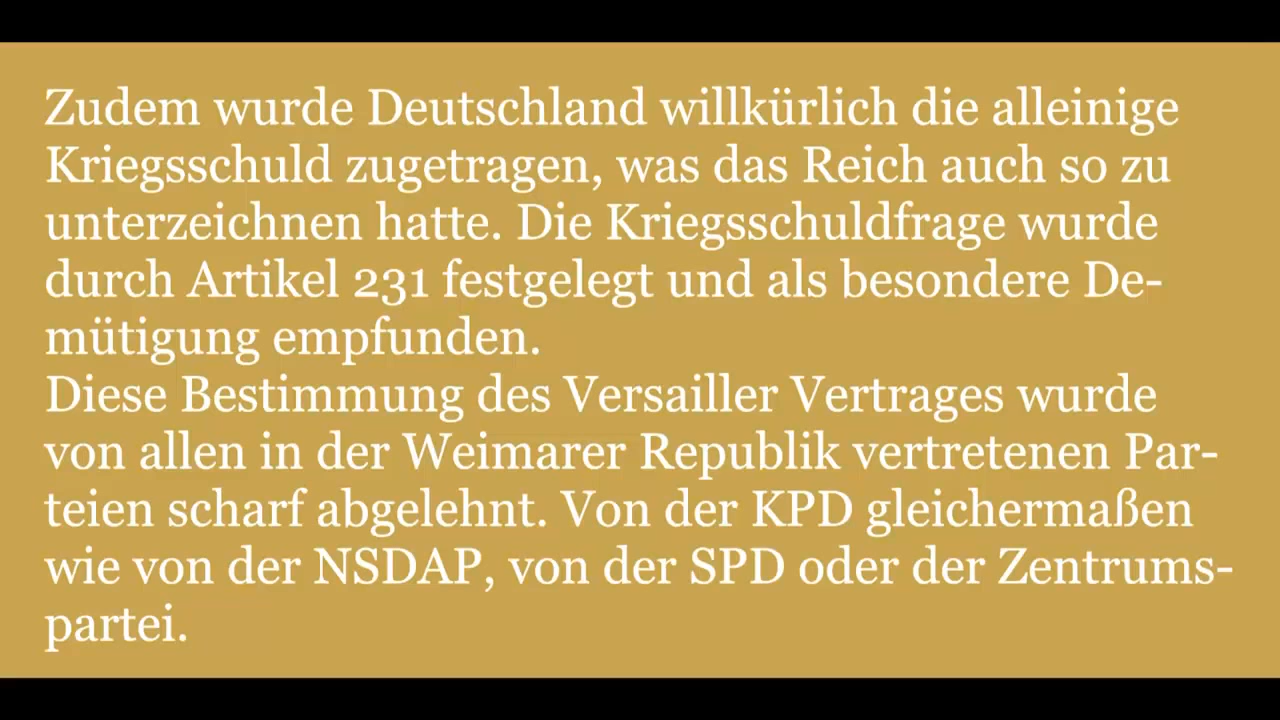 Zudem wurde Deutschland willkürlich die alleinige
Kriegsschuld zugetragen, was das Reich auch so zu
unterzeichnen hatte. Die Kriegsschuldfrage wurde
durch Artikel 231 festgelegt und als besondere De-
mütigung empfunden.
Diese Bestimmung des Versailler Vertrages wurde
von allen in der Weimarer Republik vertretenen Par-
teien scharf abgelehnt. Von der KPD gleichermaßen
wie von der NSDAP, von der SPD oder der Zentrums-
partei.